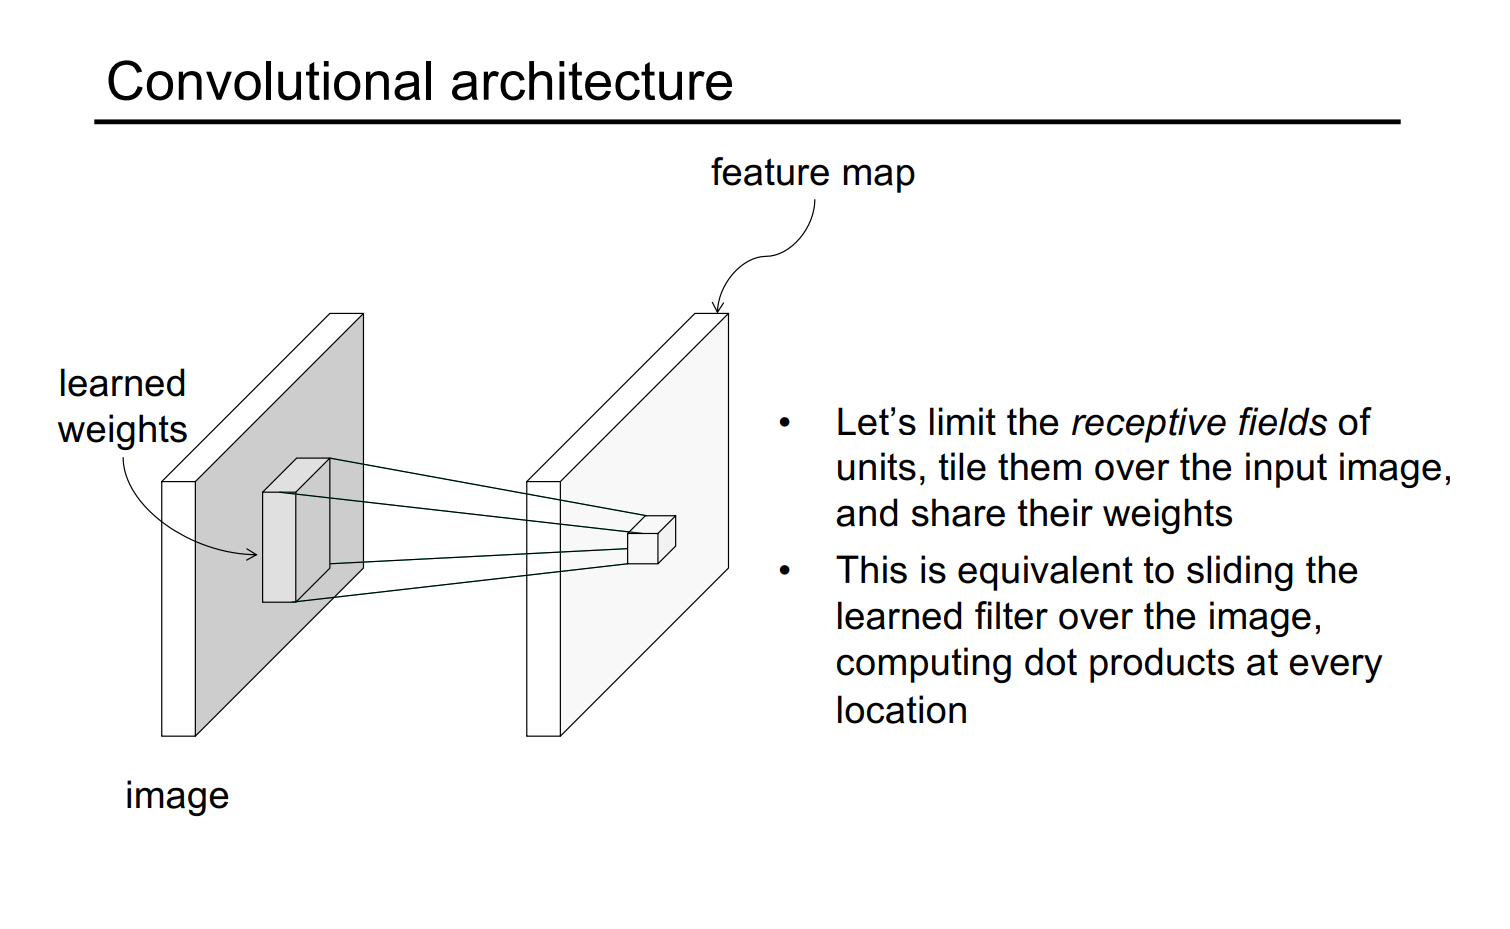 Convolutional architecture
feature map
learned
weights
• Let’s limit the receptive fields of
units, tile them over the input image,
and share their weights
• This is equivalent to sliding the
learned filter over the image,
computing dot products at every
location
image